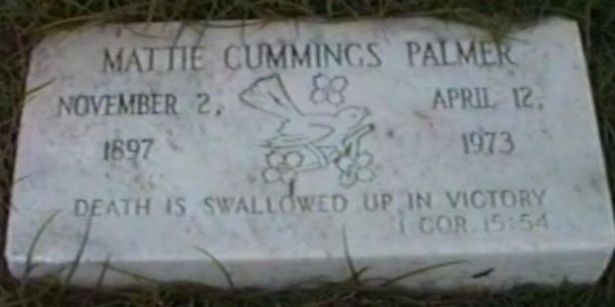 MATTIE CUMMINGS PALMER
NOVEMBER 2, APRIL 12,
1897 1973
DEATH IS SWALLOWED UP IN VICTORY
I COR. 15:54